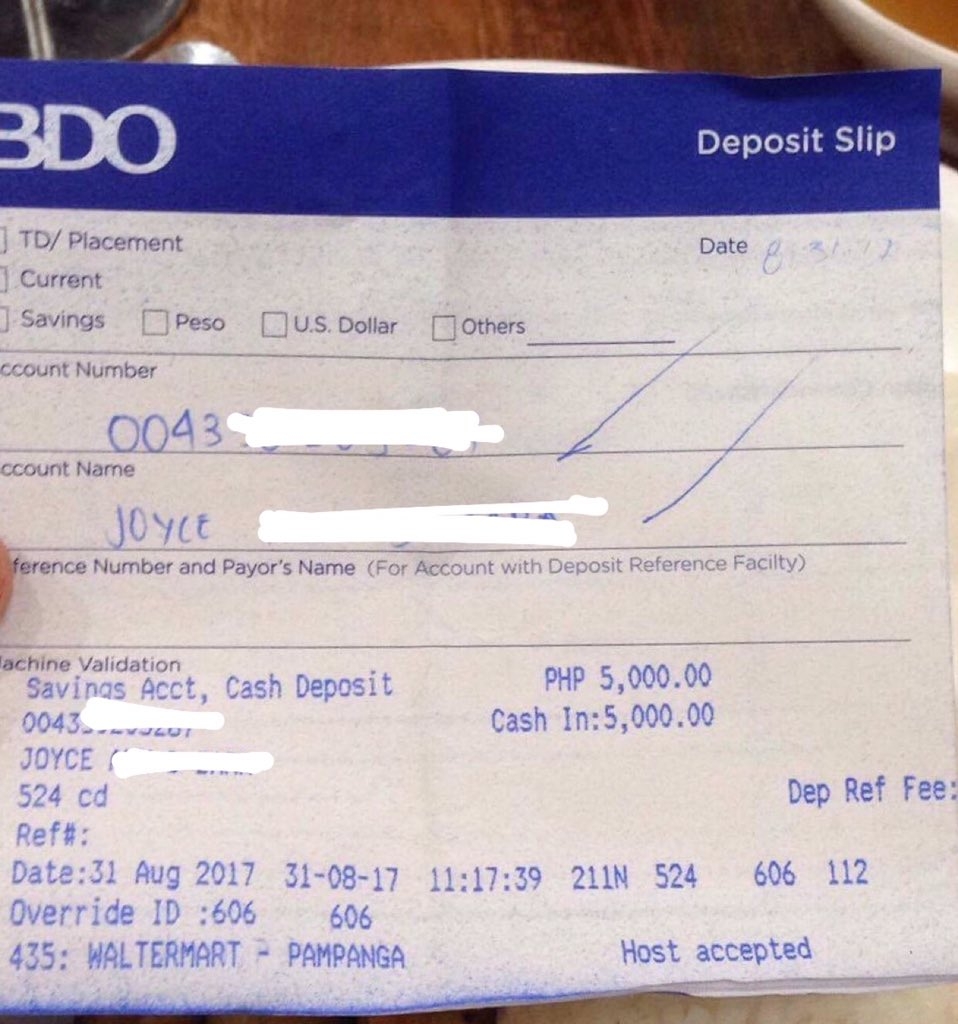 BDO
Deposit Slip
TD/ Placement
Date 8-31-17
Current
Savings Peso U.S. Dollar Others
ccount Number
0043
ccount Name
JOYCE
ference Number and Payor's Name (For Account with Deposit Reference Facilty)
achine Validation
Savings Acct, Cash Deposit PHP 5,000.00
0043 Cash In:5,000.00
JOYCE
524 cd Dep Ref Fee:
Ref#:
Date:31 Aug 2017 31-08-17 11:17:39 211N 524 606 112
Override ID :606 606
435: WALTERMART - PAMPANGA Host accepted